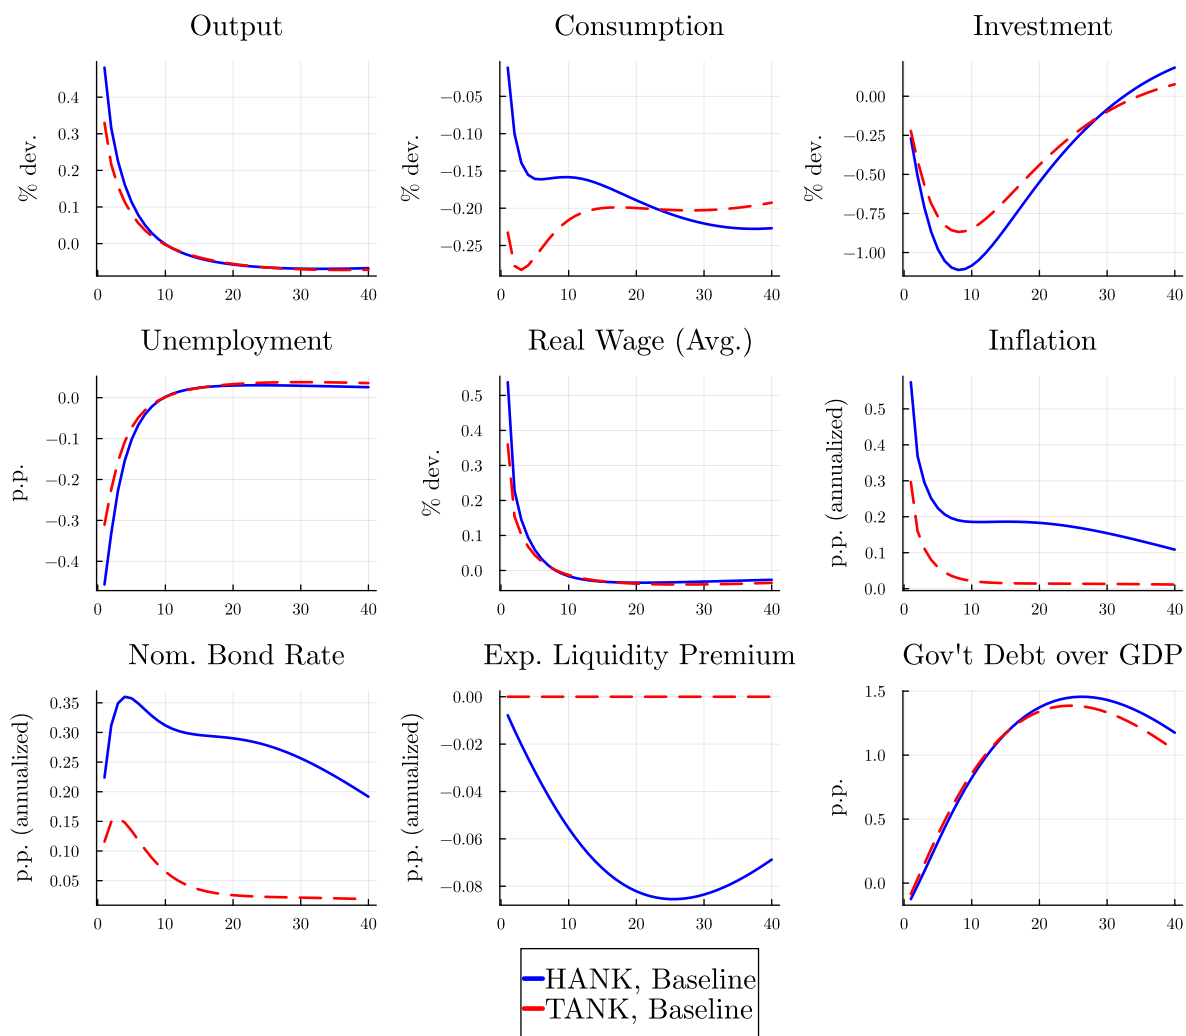 Output
Consumption
Investment
% dev.
0.4
0.3
0.2
0.1
0.0
0 10 20 30 40
% dev.
−0.05
−0.10
−0.15
−0.20
−0.25
0 10 20 30 40
% dev.
0.00
−0.25
−0.50
−0.75
−1.00
0 10 20 30 40
Unemployment
Real Wage (Avg.)
Inflation
p.p.
0.0
−0.1
−0.2
−0.3
−0.4
0 10 20 30 40
% dev.
0.5
0.4
0.3
0.2
0.1
0.0
0 10 20 30 40
p.p. (annualized)
0.5
0.4
0.3
0.2
0.1
0.0
0 10 20 30 40
Nom. Bond Rate
Exp. Liquidity Premium
Gov't Debt over GDP
p.p. (annualized)
0.35
0.30
0.25
0.20
0.15
0.10
0.05
0 10 20 30 40
p.p. (annualized)
0.00
−0.02
−0.04
−0.06
−0.08
0 10 20 30 40
p.p.
1.5
1.0
0.5
0.0
0 10 20 30 40
HANK, Baseline
TANK, Baseline